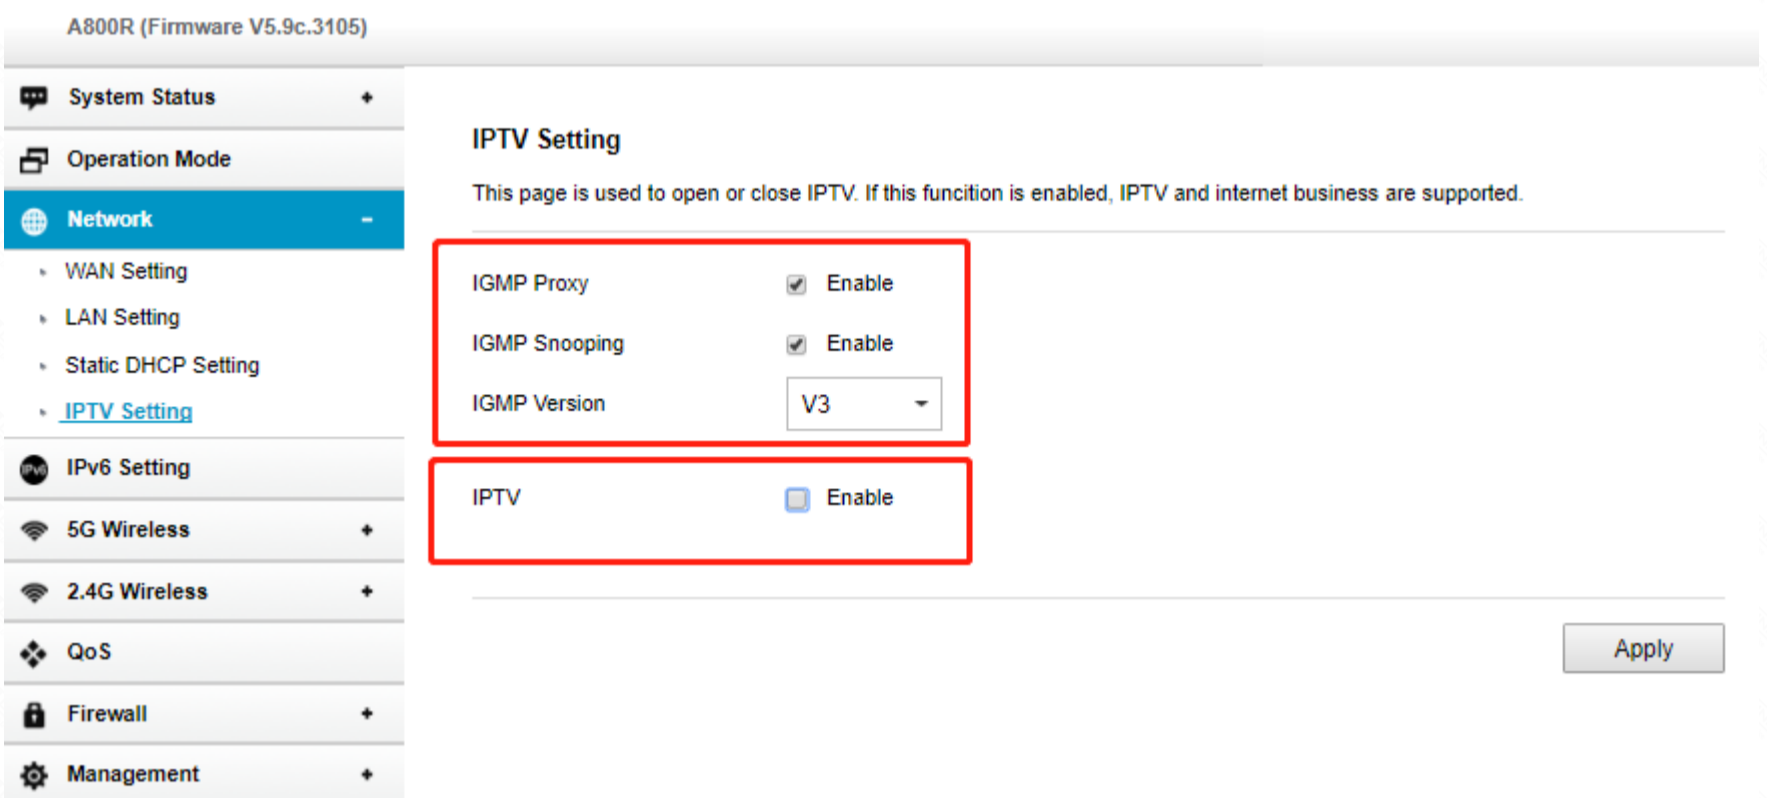 A800R (Firmware V5.9c.3105)
System Status
Operation Mode
Network
WAN Setting
LAN Setting
Static DHCP Setting
IPTV Setting
IPv6 IPv6 Setting
5G Wireless
2.4G Wireless
QoS
Firewall
Management
IPTV Setting
This page is used to open or close IPTV. If this funcition is enabled, IPTV and internet business are supported.
IGMP Proxy Enable
IGMP Snooping Enable
IGMP Version V3
IPTV Enable
Apply